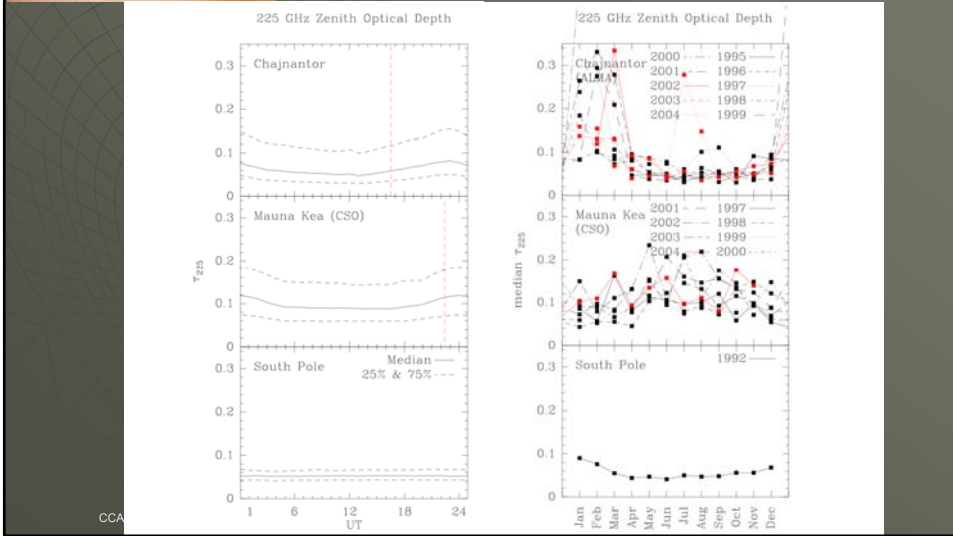 225 GHz Zenith Optical Depth
Chajnantor
0.3
0.2
0.1
0
Mauna Kea (CSO)
0.3
0.2
0.1
0
τ225
South Pole
Median
25% & 75%
0.3
0.2
0.1
0
1 6 12 18 24
UT
225 GHz Zenith Optical Depth
Chajnantor
(ALMA)
2000 1995
2001 1996
2002 1997
2003 1998
2004 1999
0.3
0.2
0.1
0
Mauna Kea
(CSO)
2001 1997
2002 1998
2003 1999
2004 2000
0.3
0.2
0.1
0
median τ225
South Pole
1992
0.3
0.2
0.1
0
Jan Feb Mar Apr May Jun Jul Aug Sep Oct Nov Dec
CCA